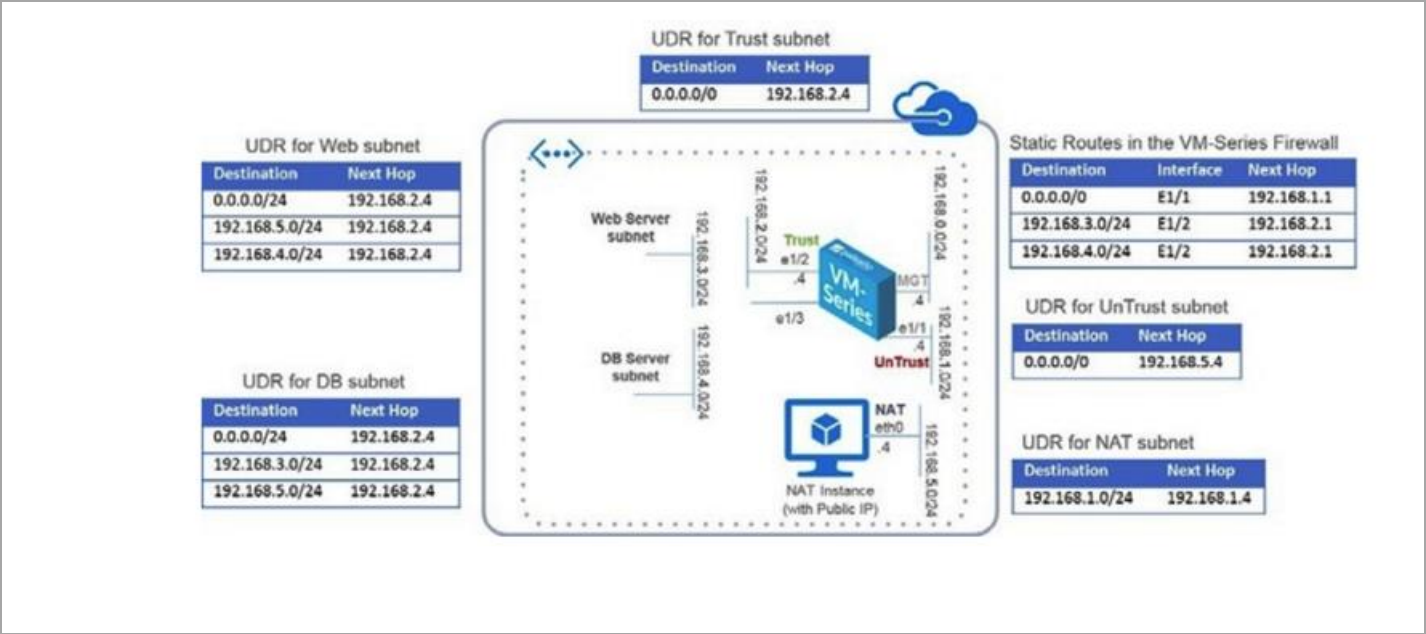 UDR for Trust subnet
Destination Next Hop
0.0.0.0/0 192.168.2.4
UDR for Web subnet
Destination Next Hop
0.0.0.0/24 192.168.2.4
192.168.5.0/24 192.168.2.4
192.168.4.0/24 192.168.2.4
Static Routes in the VM-Series Firewall
Destination Interface Next Hop
0.0.0.0/0 E1/1 192.168.1.1
192.168.3.0/24 E1/2 192.168.2.1
192.168.4.0/24 E1/2 192.168.2.1
Web Server
subnet
192.168.3.0/24
192.168.2.0/24
Trust
e1/2
.4
e1/3
VM-
Series
192.168.0.0/24
MGT
.4
e1/1
.4
UnTrust
192.168.1.0/24
UDR for UnTrust subnet
Destination Next Hop
0.0.0.0/0 192.168.5.4
DB Server
subnet
192.168.4.0/24
UDR for DB subnet
Destination Next Hop
0.0.0.0/24 192.168.2.4
192.168.3.0/24 192.168.2.4
192.168.5.0/24 192.168.2.4
NAT
eth0
.4
192.168.5.0/24
NAT Instance
(with Public IP)
UDR for NAT subnet
Destination Next Hop
192.168.1.0/24 192.168.1.4